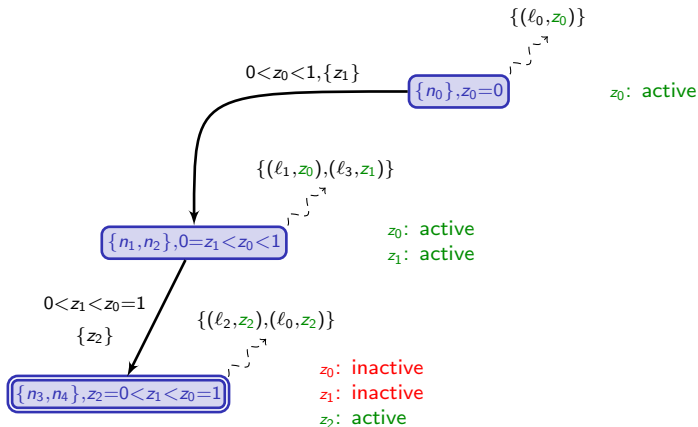 {(ℓ₀,z₀)}
0<z₀<1,{z₁}
{n₀},z₀=0
z₀: active
{(ℓ₁,z₀),(ℓ₃,z₁)}
{n₁,n₂},0=z₁<z₀<1
z₀: active
z₁: active
0<z₁<z₀=1
{z₂}
{(ℓ₂,z₂),(ℓ₀,z₂)}
{n₃,n₄},z₂=0<z₁<z₀=1
z₀: inactive
z₁: inactive
z₂: active